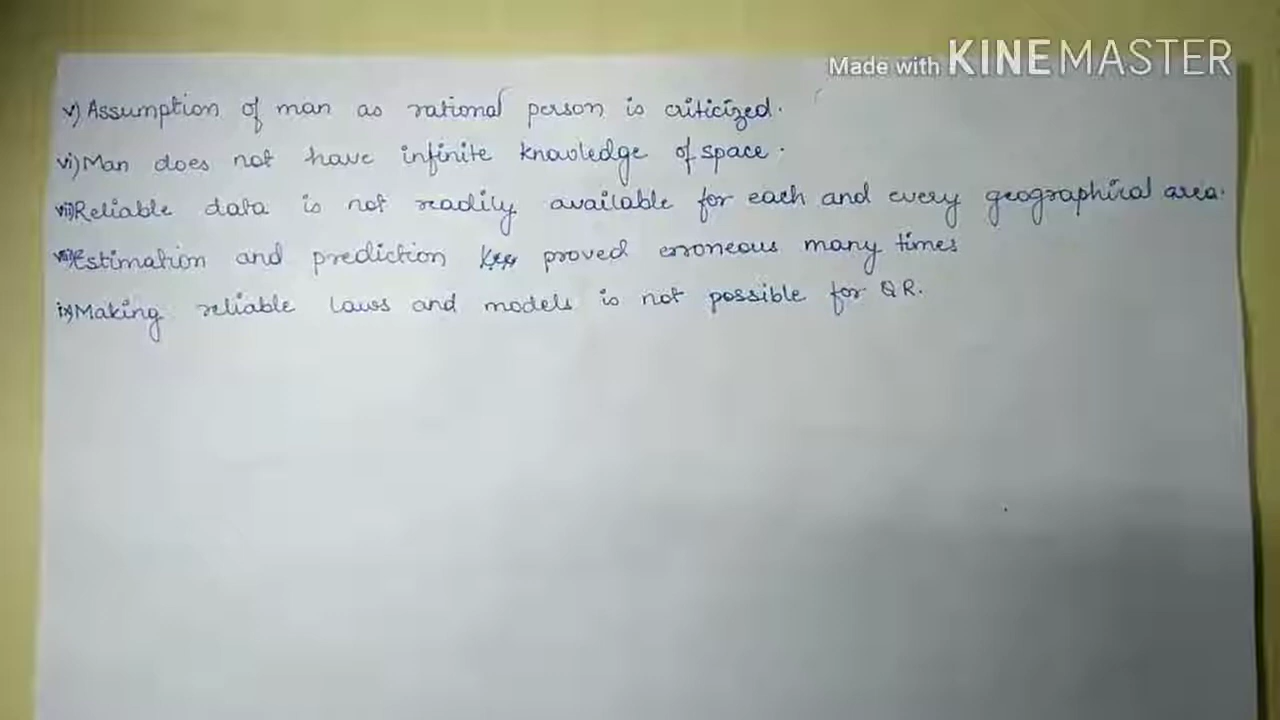 Made with KINEMASTER
v) Assumption of man as rational person is criticized.
vi) Man does not have infinite knowledge of space.
vii) Reliable data is not readily available for each and every geographical area.
viii) Estimation and prediction proved erroneous many times
ix) Making reliable laws and models is not possible for QR.